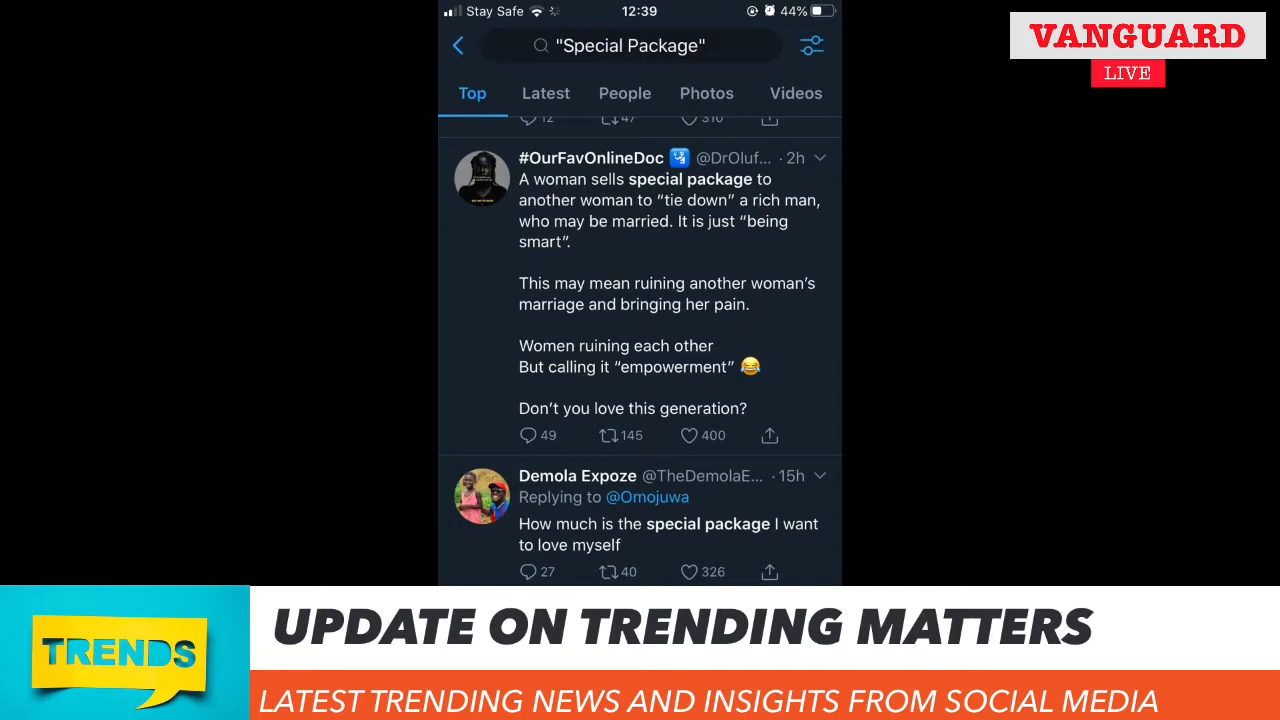 Stay Safe 12:39 44%
VANGUARD
LIVE
"Special Package"
Top Latest People Photos Videos
12 47 310
#OurFavOnlineDoc @DrOluf... · 2h
A woman sells special package to
another woman to “tie down” a rich man,
who may be married. It is just “being
smart”.
This may mean ruining another woman’s
marriage and bringing her pain.
Women ruining each other
But calling it “empowerment” 😂
Don’t you love this generation?
49 145 400
Demola Expoze @TheDemolaE... · 15h
Replying to @Omojuwa
How much is the special package I want
to love myself
27 40 326
TRENDS
UPDATE ON TRENDING MATTERS
LATEST TRENDING NEWS AND INSIGHTS FROM SOCIAL MEDIA